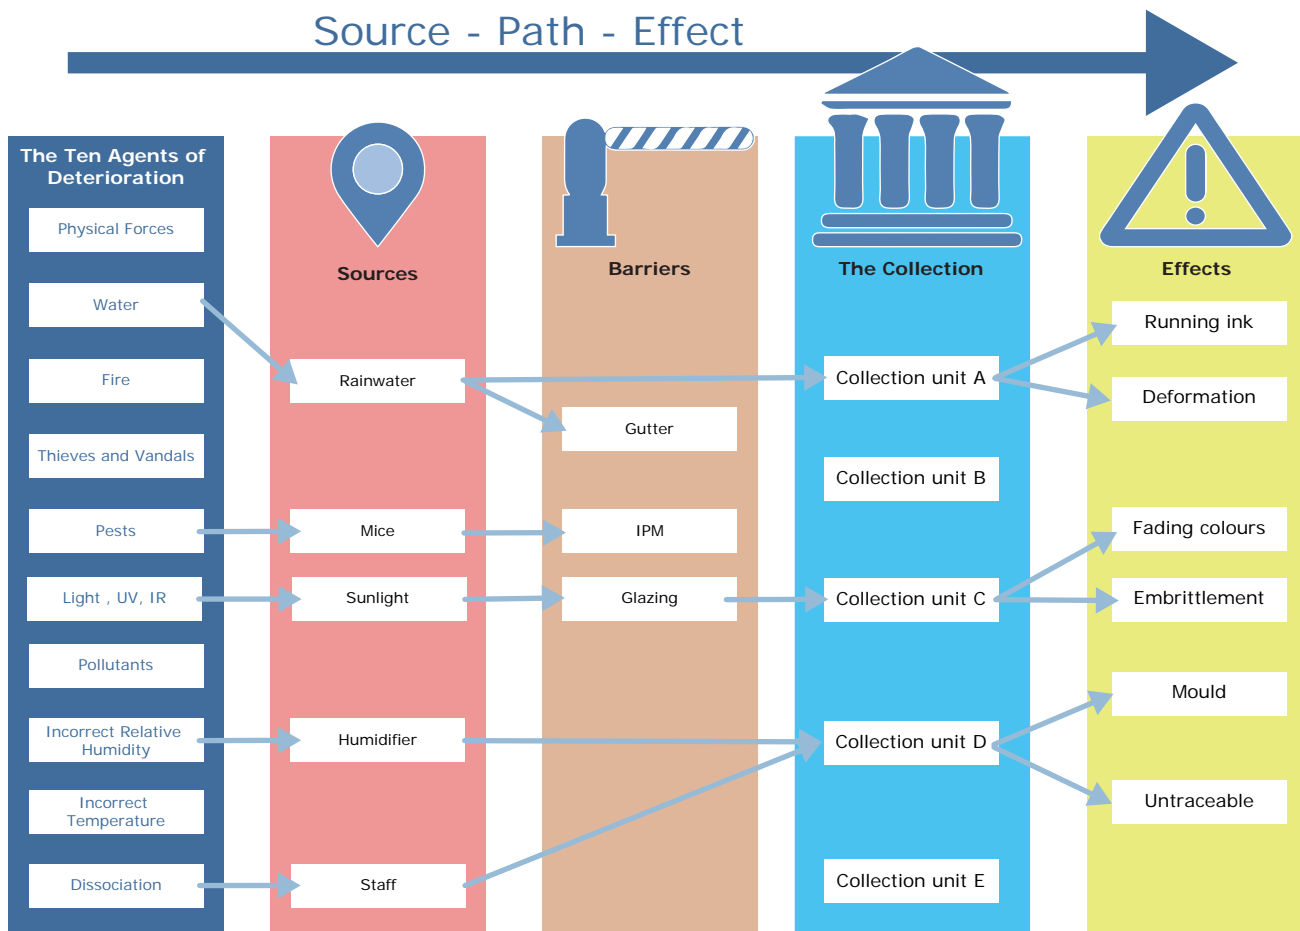 Source - Path - Effect
The Ten Agents of
Deterioration
Physical Forces
Water
Fire
Thieves and Vandals
Pests
Light , UV, IR
Pollutants
Incorrect Relative
Humidity
Incorrect
Temperature
Dissociation
Sources
Rainwater
Mice
Sunlight
Humidifier
Staff
Barriers
Gutter
IPM
Glazing
The Collection
Collection unit A
Collection unit B
Collection unit C
Collection unit D
Collection unit E
Effects
Running ink
Deformation
Fading colours
Embrittlement
Mould
Untraceable